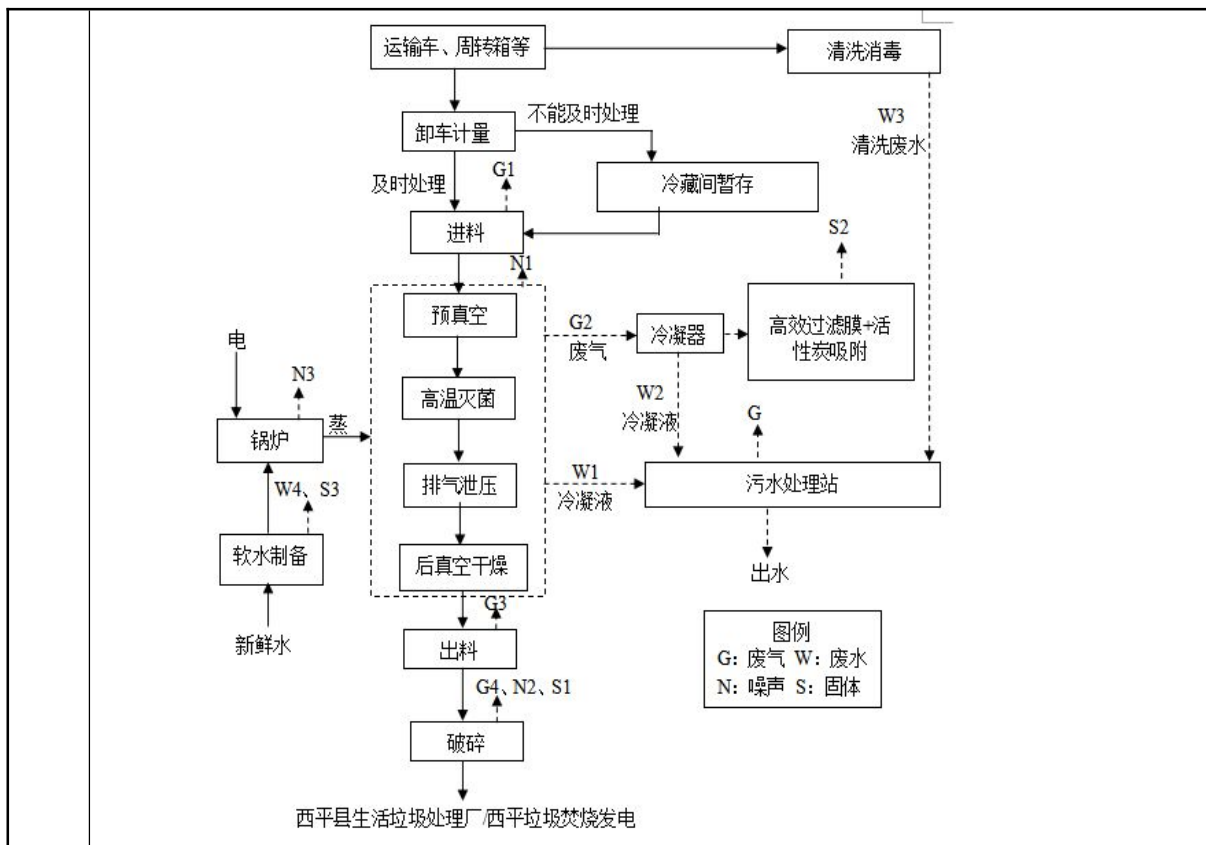 运输车、周转箱等
清洗消毒
不能及时处理
W3
清洗废水
卸车计量
及时处理
G1
冷藏间暂存
进料
S2
N1
预真空
G2
废气
冷凝器
高效过滤膜+活
性炭吸附
电
N3
高温灭菌
W2
冷凝液
G
锅炉
蒸
排气泄压
W1
冷凝液
污水处理站
W4、S3
软水制备
后真空干燥
出水
新鲜水
G3
出料
图例
G：废气 W：废水
N：噪声 S：固体
G4、N2、S1
破碎
西平县生活垃圾处理厂/西平垃圾焚烧发电